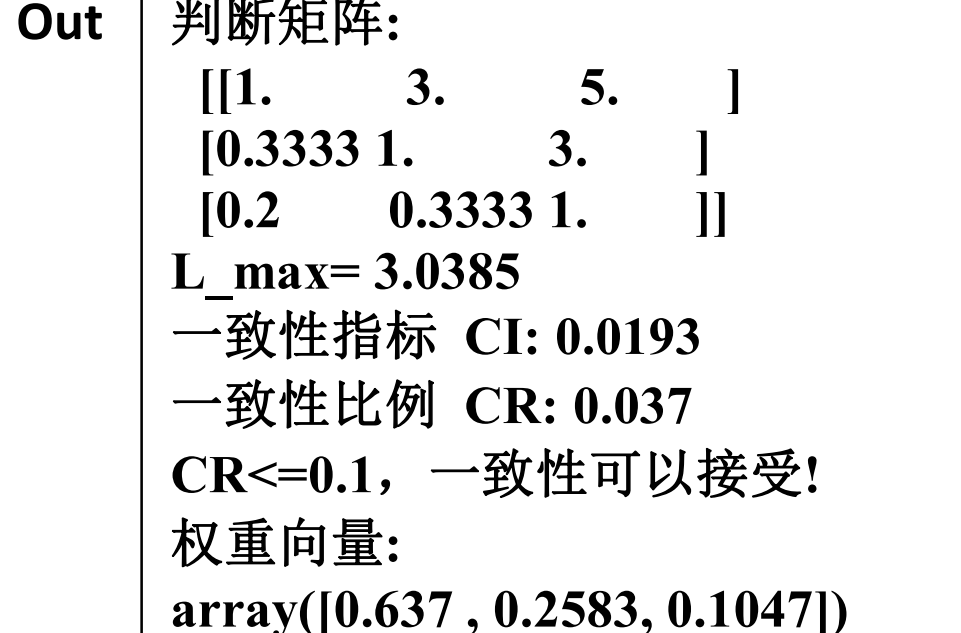 Out
判断矩阵:
[[1. 3. 5. ]
[0.3333 1. 3. ]
[0.2 0.3333 1. ]]
L_max= 3.0385
一致性指标 CI: 0.0193
一致性比例 CR: 0.037
CR<=0.1，一致性可以接受!
权重向量:
array([0.637 , 0.2583, 0.1047])